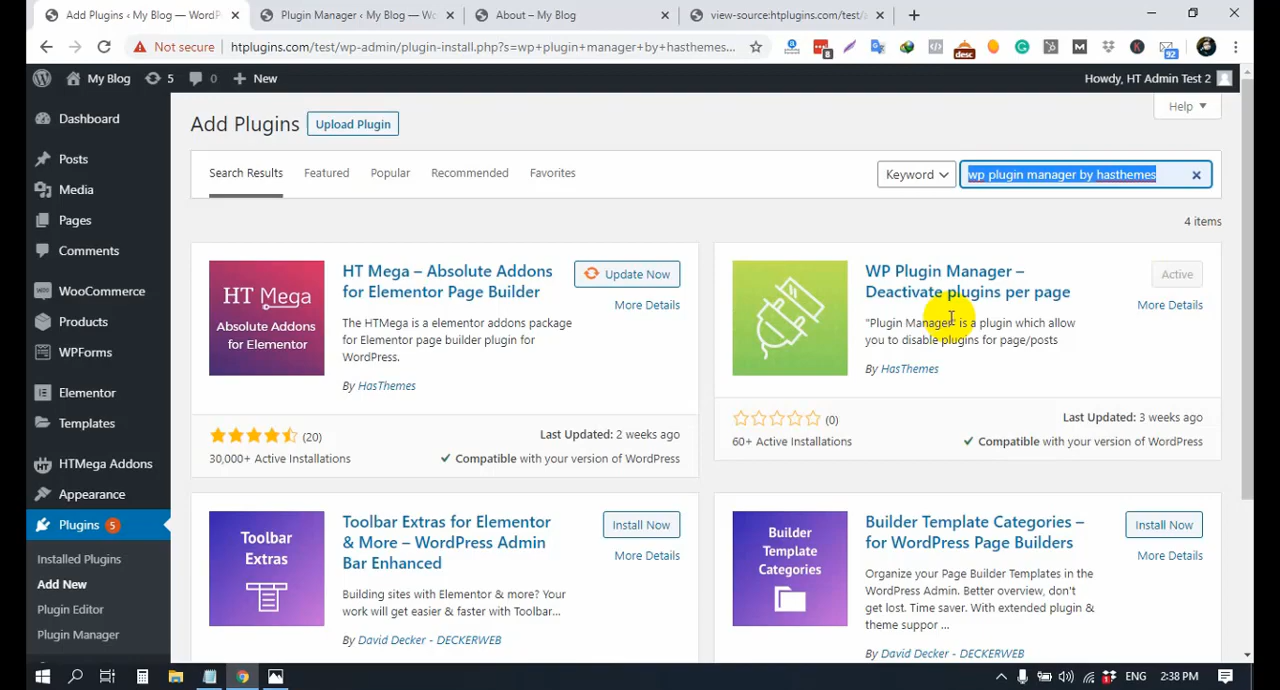 Add Plugins ‹ My Blog — WordP
Plugin Manager ‹ My Blog — Wo
About – My Blog
view-source:htplugins.com/test/a
Not secure
htplugins.com/test/wp-admin/plugin-install.php?s=wp+plugin+manager+by+hasthemes...
8
desc
92
My Blog
5
0
New
Howdy, HT Admin Test 2
Dashboard
Posts
Media
Pages
Comments
WooCommerce
Products
WPForms
Elementor
Templates
HTMega Addons
Appearance
Plugins 5
Installed Plugins
Add New
Plugin Editor
Plugin Manager
Help
Add Plugins
Upload Plugin
Search Results
Featured
Popular
Recommended
Favorites
Keyword
wp plugin manager by hasthemes
4 items
HT Mega
Absolute Addons
for Elementor
HT Mega – Absolute Addons
for Elementor Page Builder
Update Now
More Details
The HTMega is a elementor addons package
for Elementor page builder plugin for
WordPress.
By HasThemes
(20)
30,000+ Active Installations
Last Updated: 2 weeks ago
Compatible with your version of WordPress
WP Plugin Manager –
Deactivate plugins per page
Active
More Details
"Plugin Manager" is a plugin which allow
you to disable plugins for page/posts
By HasThemes
(0)
60+ Active Installations
Last Updated: 3 weeks ago
Compatible with your version of WordPress
Toolbar
Extras
Toolbar Extras for Elementor
& More – WordPress Admin
Bar Enhanced
Install Now
More Details
Building sites with Elementor & more? Your
work will get easier & faster with Toolbar...
By David Decker - DECKERWEB
Builder
Template
Categories
Builder Template Categories –
for WordPress Page Builders
Install Now
More Details
Organize your Page Builder Templates in the
WordPress Admin. Better overview, don't
get lost. Time saver. With extended plugin &
theme suppor ...
By David Decker - DECKERWEB
ENG
2:38 PM